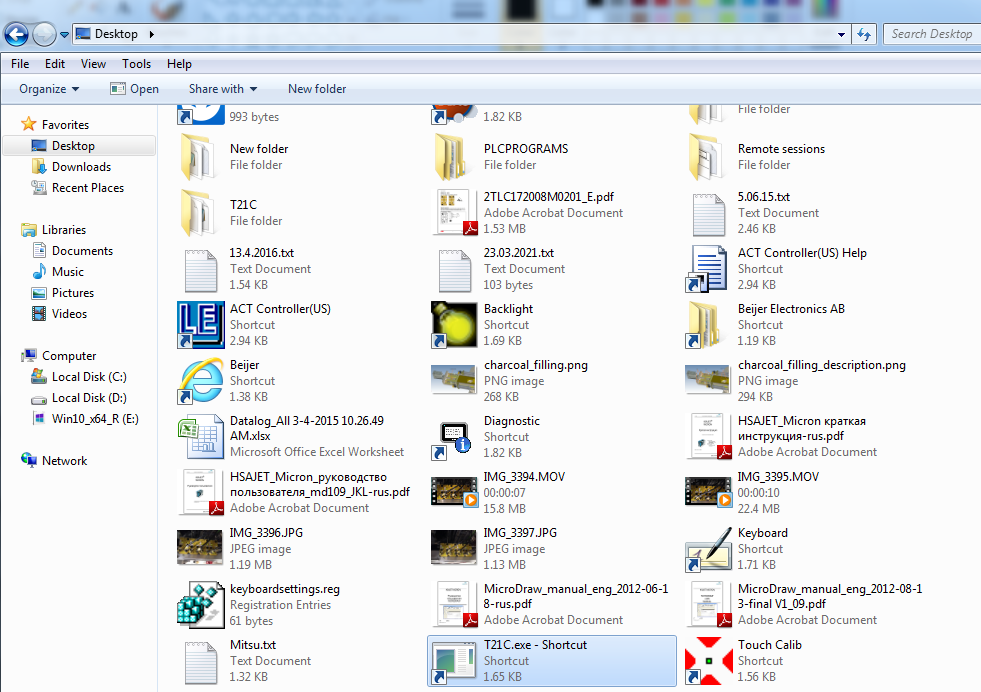 Desktop
Search Desktop
File Edit View Tools Help
Organize Open Share with New folder
Favorites
Desktop
Downloads
Recent Places
Libraries
Documents
Music
Pictures
Videos
Computer
Local Disk (C:)
Local Disk (D:)
Win10_x64_R (E:)
Network
993 bytes
1.82 KB
File folder
New folder
File folder
PLCPROGRAMS
File folder
Remote sessions
File folder
T21C
File folder
2TLC172008M0201_E.pdf
Adobe Acrobat Document
1.53 MB
5.06.15.txt
Text Document
2.46 KB
13.4.2016.txt
Text Document
1.54 KB
23.03.2021.txt
Text Document
103 bytes
ACT Controller(US) Help
Shortcut
2.94 KB
ACT Controller(US)
Shortcut
2.94 KB
Backlight
Shortcut
1.69 KB
Beijer Electronics AB
Shortcut
1.19 KB
Beijer
Shortcut
1.38 KB
charcoal_filling.png
PNG image
268 KB
charcoal_filling_description.png
PNG image
294 KB
Datalog_All 3-4-2015 10.26.49
AM.xlsx
Microsoft Office Excel Worksheet
Diagnostic
Shortcut
1.82 KB
HSAJET_Micron краткая
инструкция-rus.pdf
Adobe Acrobat Document
HSAJET_Micron_руководство
пользователя_md109_JKL-rus.pdf
Adobe Acrobat Document
IMG_3394.MOV
00:00:07
15.8 MB
IMG_3395.MOV
00:00:10
22.4 MB
IMG_3396.JPG
JPEG image
1.19 MB
IMG_3397.JPG
JPEG image
1.13 MB
Keyboard
Shortcut
1.71 KB
keyboardsettings.reg
Registration Entries
61 bytes
MicroDraw_manual_eng_2012-06-1
8-rus.pdf
Adobe Acrobat Document
MicroDraw_manual_eng_2012-08-1
3-final V1_09.pdf
Adobe Acrobat Document
Mitsu.txt
Text Document
1.32 KB
T21C.exe - Shortcut
Shortcut
1.65 KB
Touch Calib
Shortcut
1.56 KB